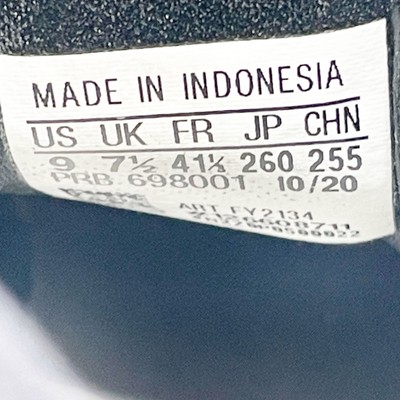 MADE IN INDONESIA
US UK FR JP CHN
9 7½ 41⅓ 260 255
PRB 698001 10/20
ART FY2134